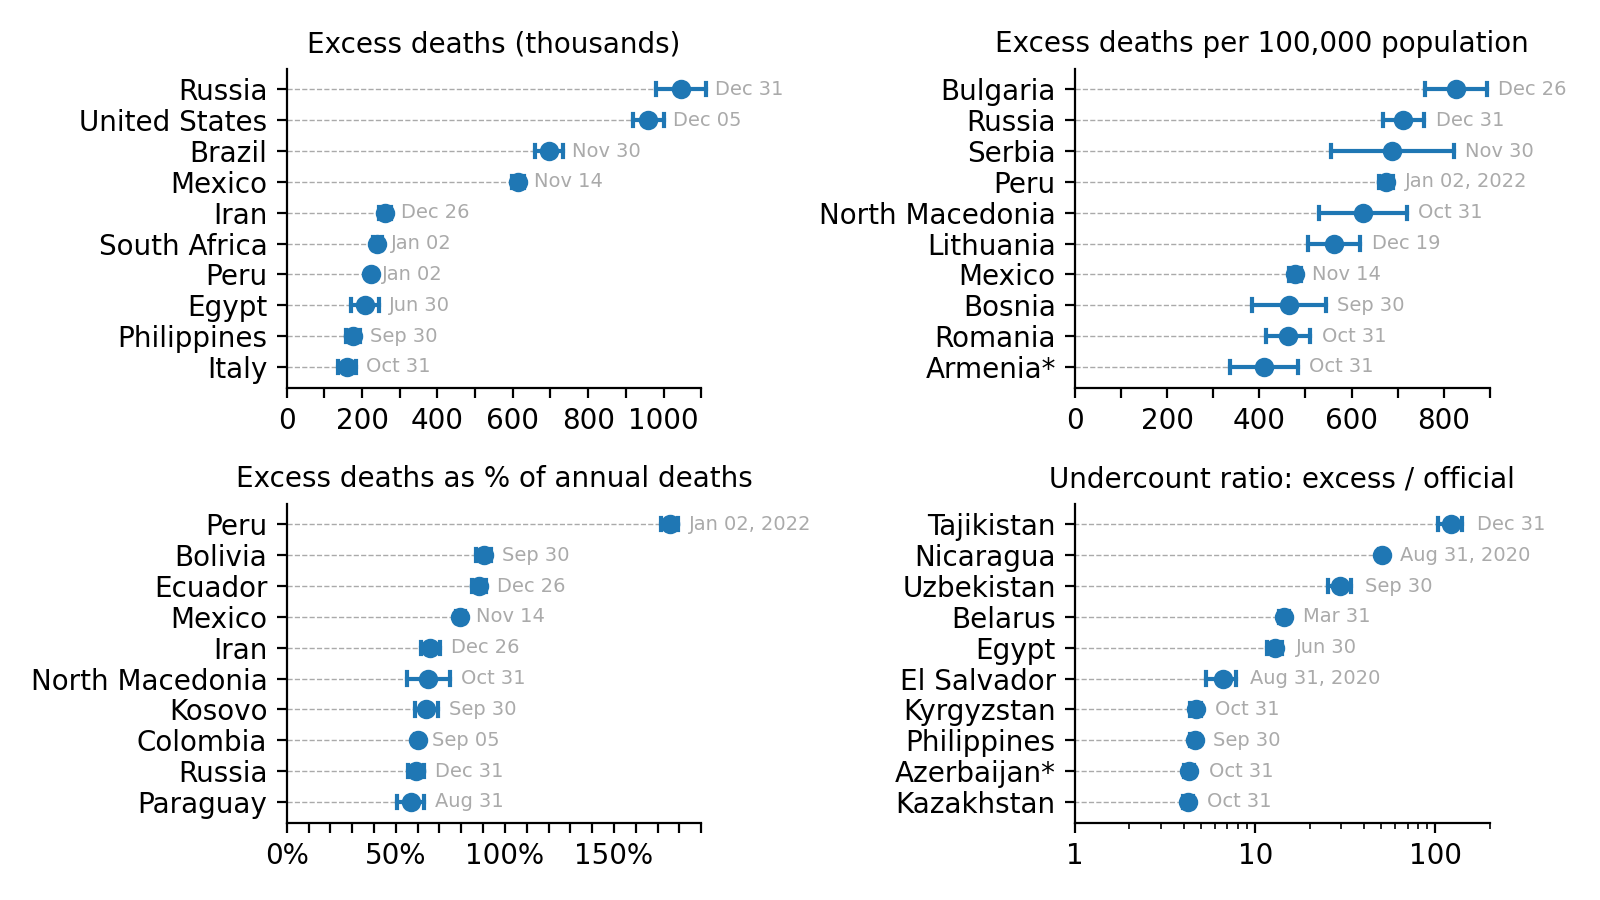 Excess deaths (thousands)
Russia Dec 31
United States Dec 05
Brazil Nov 30
Mexico Nov 14
Iran Dec 26
South Africa Jan 02
Peru Jan 02
Egypt Jun 30
Philippines Sep 30
Italy Oct 31
0 200 400 600 800 1000
Excess deaths per 100,000 population
Bulgaria Dec 26
Russia Dec 31
Serbia Nov 30
Peru Jan 02, 2022
North Macedonia Oct 31
Lithuania Dec 19
Mexico Nov 14
Bosnia Sep 30
Romania Oct 31
Armenia* Oct 31
0 200 400 600 800
Excess deaths as % of annual deaths
Peru Jan 02, 2022
Bolivia Sep 30
Ecuador Dec 26
Mexico Nov 14
Iran Dec 26
North Macedonia Oct 31
Kosovo Sep 30
Colombia Sep 05
Russia Dec 31
Paraguay Aug 31
0% 50% 100% 150%
Undercount ratio: excess / official
Tajikistan Dec 31
Nicaragua Aug 31, 2020
Uzbekistan Sep 30
Belarus Mar 31
Egypt Jun 30
El Salvador Aug 31, 2020
Kyrgyzstan Oct 31
Philippines Sep 30
Azerbaijan* Oct 31
Kazakhstan Oct 31
1 10 100